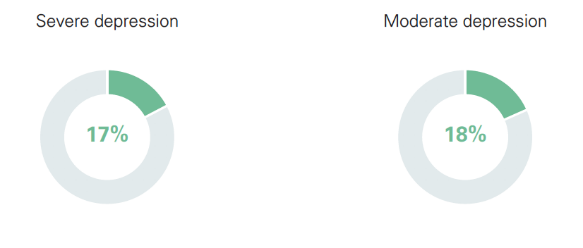 Severe depression
Moderate depression
17%
18%